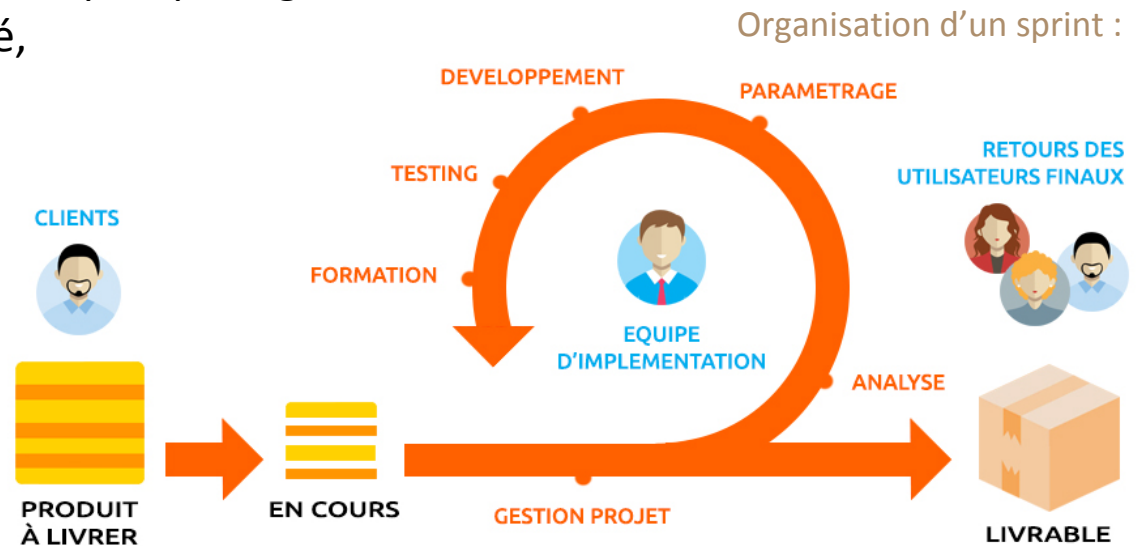 é,
Organisation d’un sprint :
DEVELOPPEMENT
PARAMETRAGE
RETOURS DES
UTILISATEURS FINAUX
TESTING
CLIENTS
FORMATION
EQUIPE
D’IMPLEMENTATION
ANALYSE
PRODUIT
À LIVRER
EN COURS
GESTION PROJET
LIVRABLE